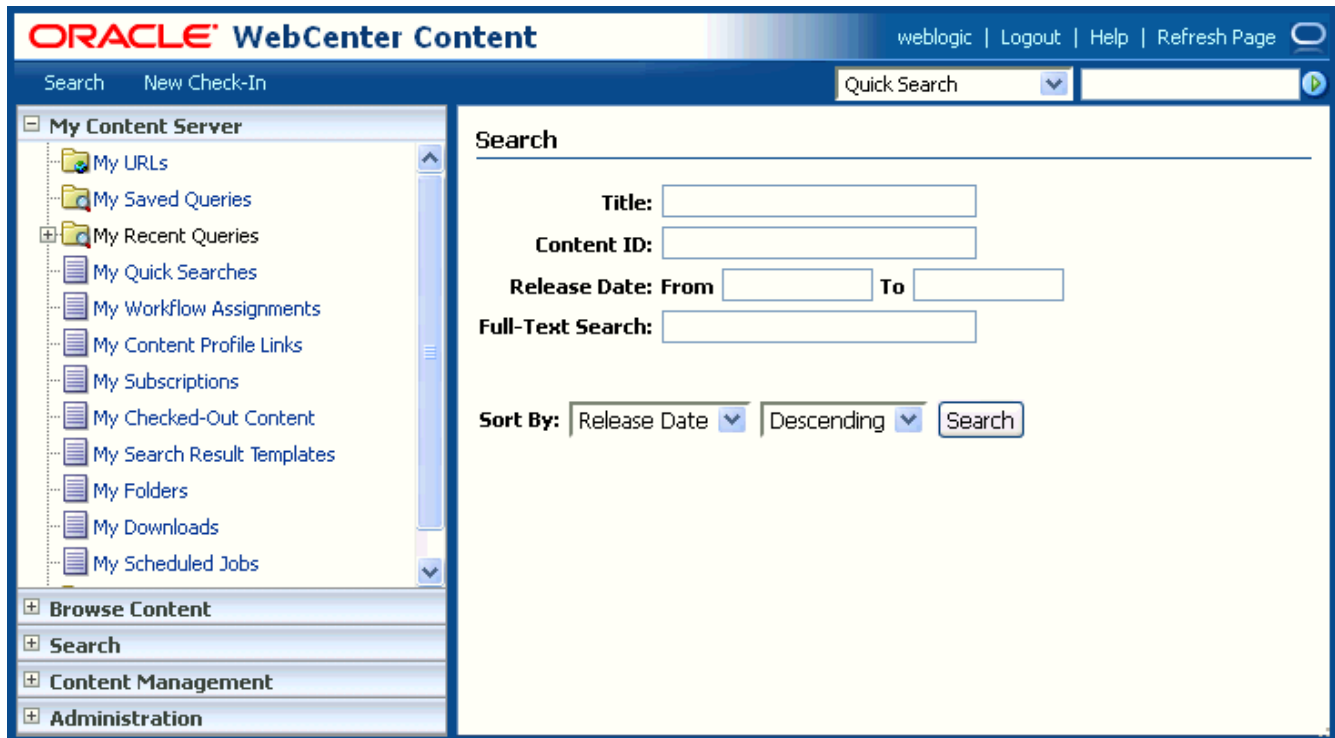 ORACLE WebCenter Content
weblogic | Logout | Help | Refresh Page
Search New Check-In
Quick Search
My Content Server
My URLs
My Saved Queries
My Recent Queries
My Quick Searches
My Workflow Assignments
My Content Profile Links
My Subscriptions
My Checked-Out Content
My Search Result Templates
My Folders
My Downloads
My Scheduled Jobs
Browse Content
Search
Content Management
Administration
Search
Title:
Content ID:
Release Date: From To
Full-Text Search:
Sort By: Release Date Descending Search